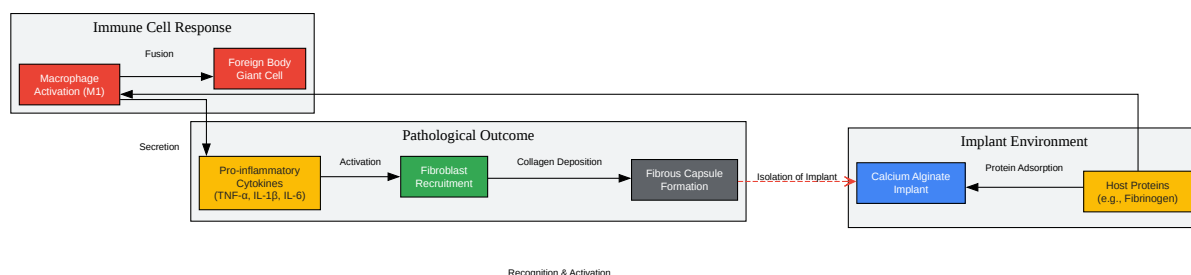 Immune Cell Response
Fusion
Foreign Body
Giant Cell
Macrophage
Activation (M1)
Secretion
Pathological Outcome
Pro-inflammatory
Cytokines
(TNF-α, IL-1β, IL-6)
Activation
Fibroblast
Recruitment
Collagen Deposition
Fibrous Capsule
Formation
Isolation of Implant
Implant Environment
Calcium Alginate
Implant
Protein Adsorption
Host Proteins
(e.g., Fibrinogen)
Recognition & Activation